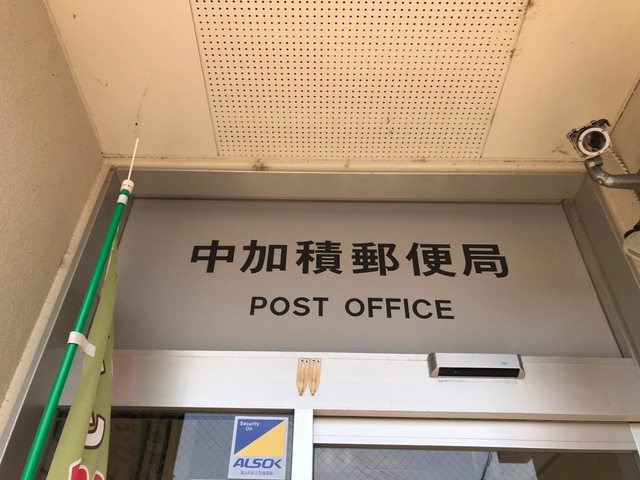 中加積郵便局
POST OFFICE
Security
On
ALSOK